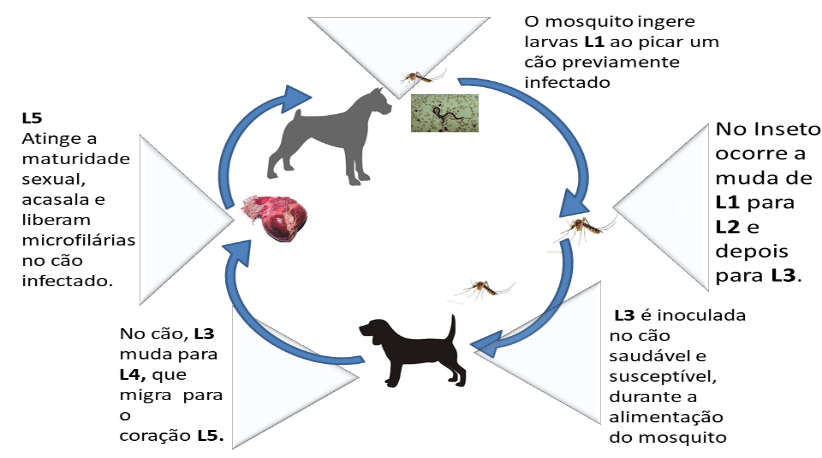 O mosquito ingere
larvas L1 ao picar um
cão previamente
infectado
No Inseto
ocorre a
muda de
L1 para
L2 e
depois
para L3.
L3 é inoculada
no cão
saudável e
susceptível,
durante a
alimentação
do mosquito
No cão, L3
muda para
L4, que
migra para
o
coração L5.
L5
Atinge a
maturidade
sexual,
acasala e
liberam
microfilárias
no cão
infectado.